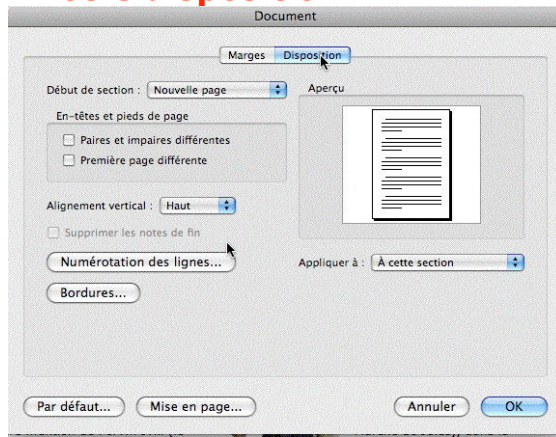 Document
Marges Disposition
Début de section : Nouvelle page
Aperçu
En-têtes et pieds de page
Paires et impaires différentes
Première page différente
Alignement vertical : Haut
Supprimer les notes de fin
Numérotation des lignes...
Appliquer à : À cette section
Bordures...
Par défaut... Mise en page... Annuler OK